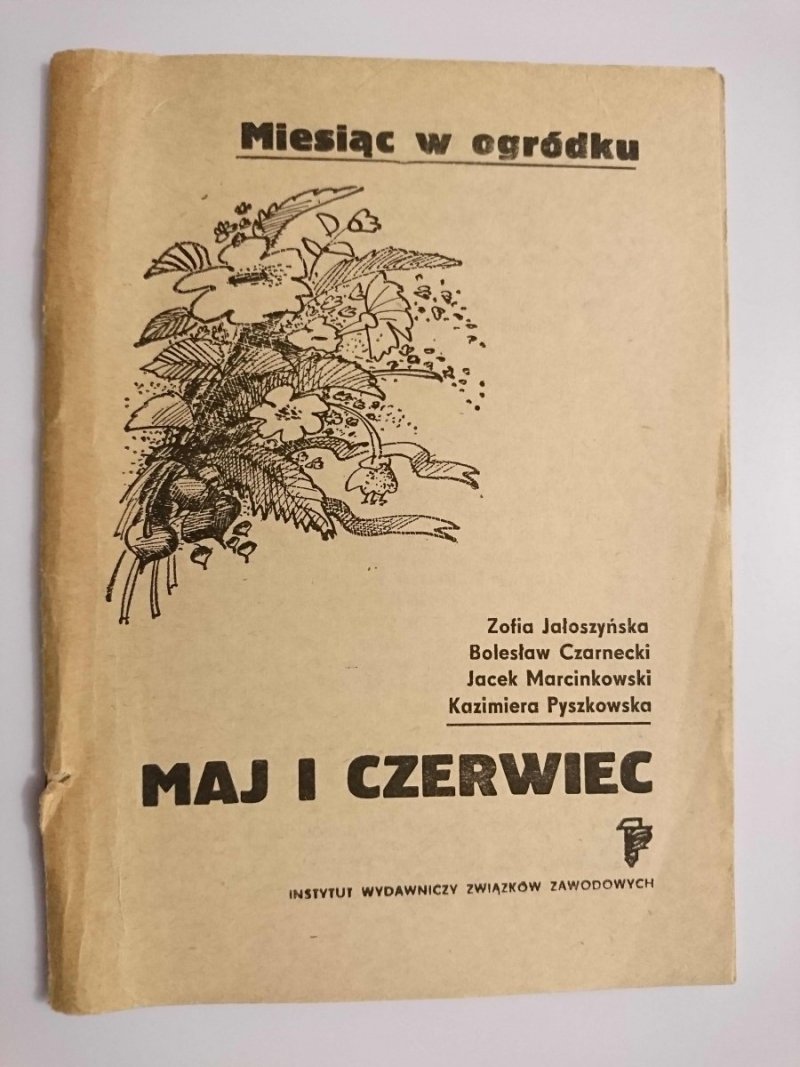 Miesiąc w ogródku
Zofia Jałoszyńska
Bolesław Czarnecki
Jacek Marcinkowski
Kazimiera Pyszkowska
MAJ I CZERWIEC
INSTYTUT WYDAWNICZY ZWIĄZKÓW ZAWODOWYCH